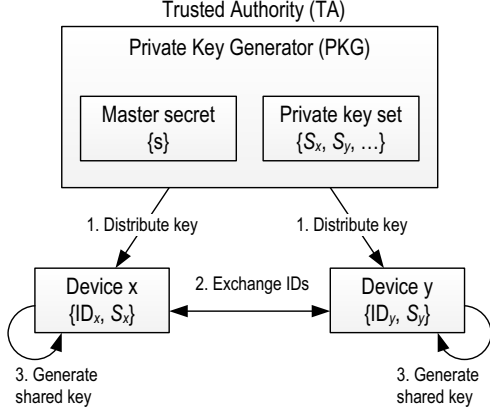 Trusted Authority (TA)
Private Key Generator (PKG)
Master secret
{s}
Private key set
{Sx, Sy, …}
1. Distribute key
1. Distribute key
Device x
{IDx, Sx}
2. Exchange IDs
Device y
{IDy, Sy}
3. Generate
shared key
3. Generate
shared key